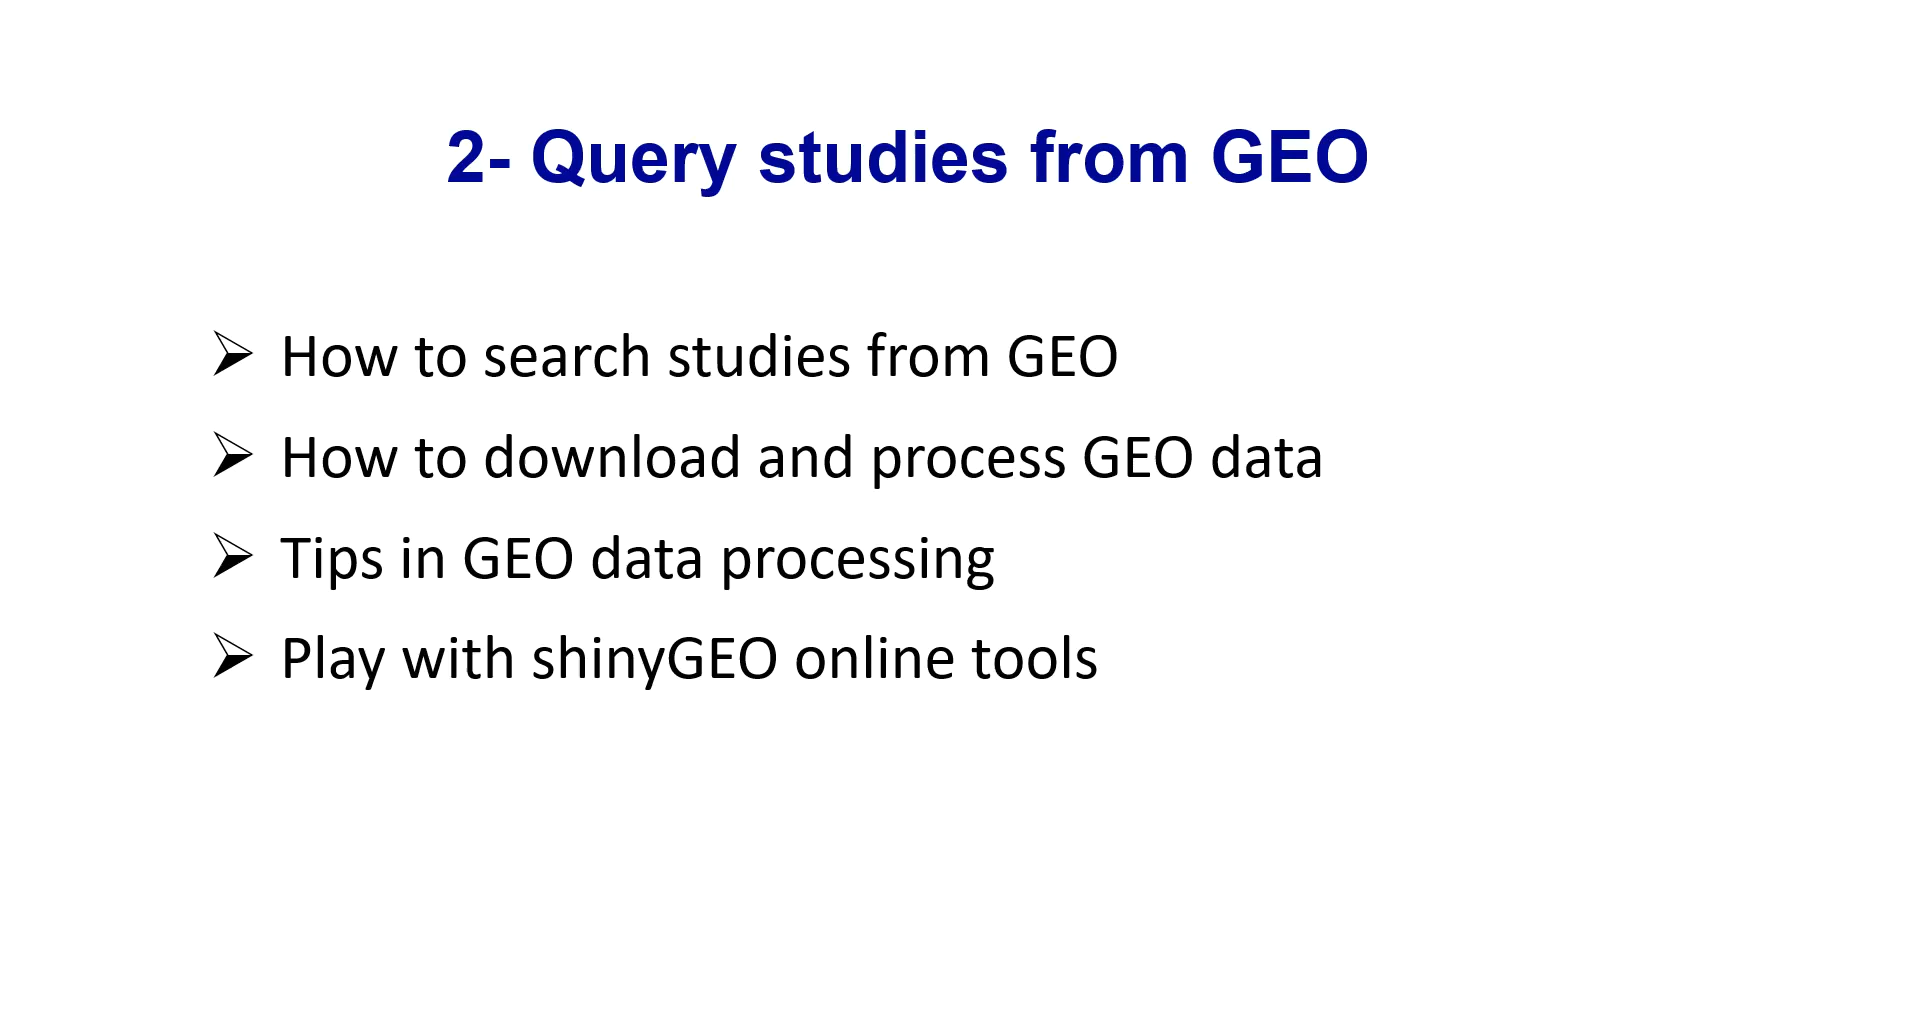 2- Query studies from GEO
➢ How to search studies from GEO
➢ How to download and process GEO data
➢ Tips in GEO data processing
➢ Play with shinyGEO online tools